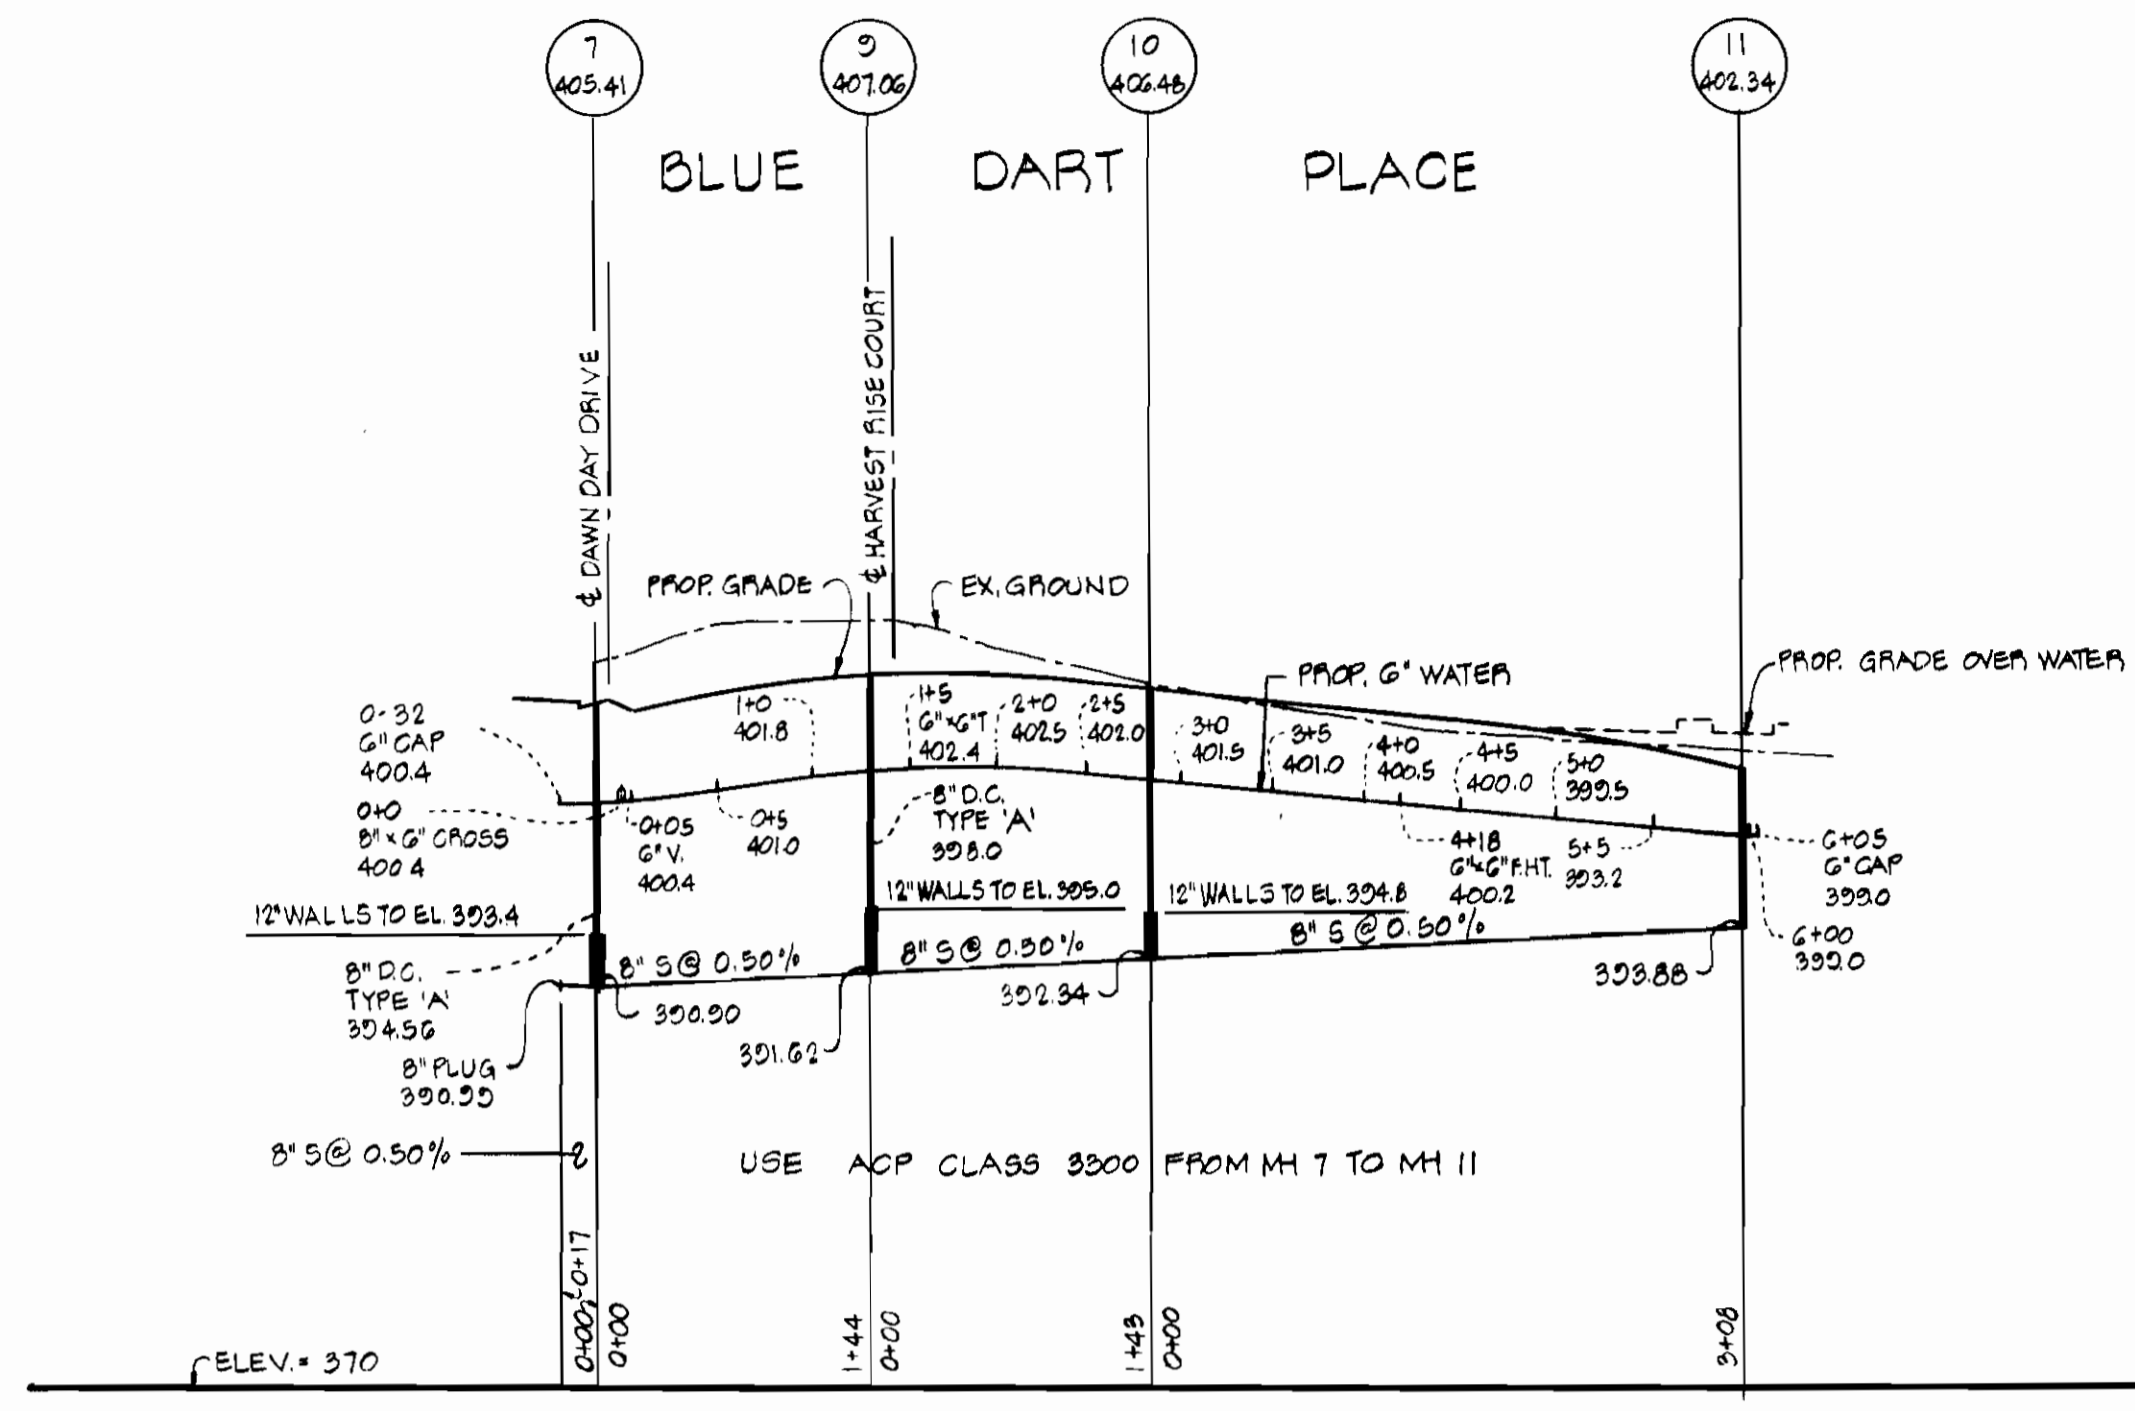 7
405.41
9
407.06
10
406.48
11
402.34
BLUE DART PLACE
℄ DAWN DAY DRIVE
℄ HARVEST RISE COURT
PROP. GRADE
EX. GROUND
PROP. 6" WATER
PROP. GRADE OVER WATER
0-32
6" CAP
400.4
0+0
8" x 6" CROSS
400.4
1+0
401.8
1+5
6"x6"T
402.4
2+0
402.5
2+5
402.0
3+0
401.5
3+5
401.0
4+0
400.5
4+5
400.0
5+0
399.5
0+05
6" V.
400.4
0+5
401.0
8" D.C.
TYPE 'A'
398.0
4+18
6"x6" F.HT.
400.2
5+5
393.2
6+05
6" CAP
399.0
6+00
399.0
12" WALLS TO EL. 393.4
12" WALLS TO EL. 395.0
12" WALLS TO EL. 394.8
8" D.C.
TYPE 'A'
394.56
8" S @ 0.50%
8" S @ 0.50%
8" S @ 0.50%
390.90
391.62
392.34
393.88
8" PLUG
390.99
8" S @ 0.50%
USE ACP CLASS 3300 FROM MH 7 TO MH 11
0+00
0+17
0+00
1+44
0+00
1+43
0+00
3+08
ELEV. = 370